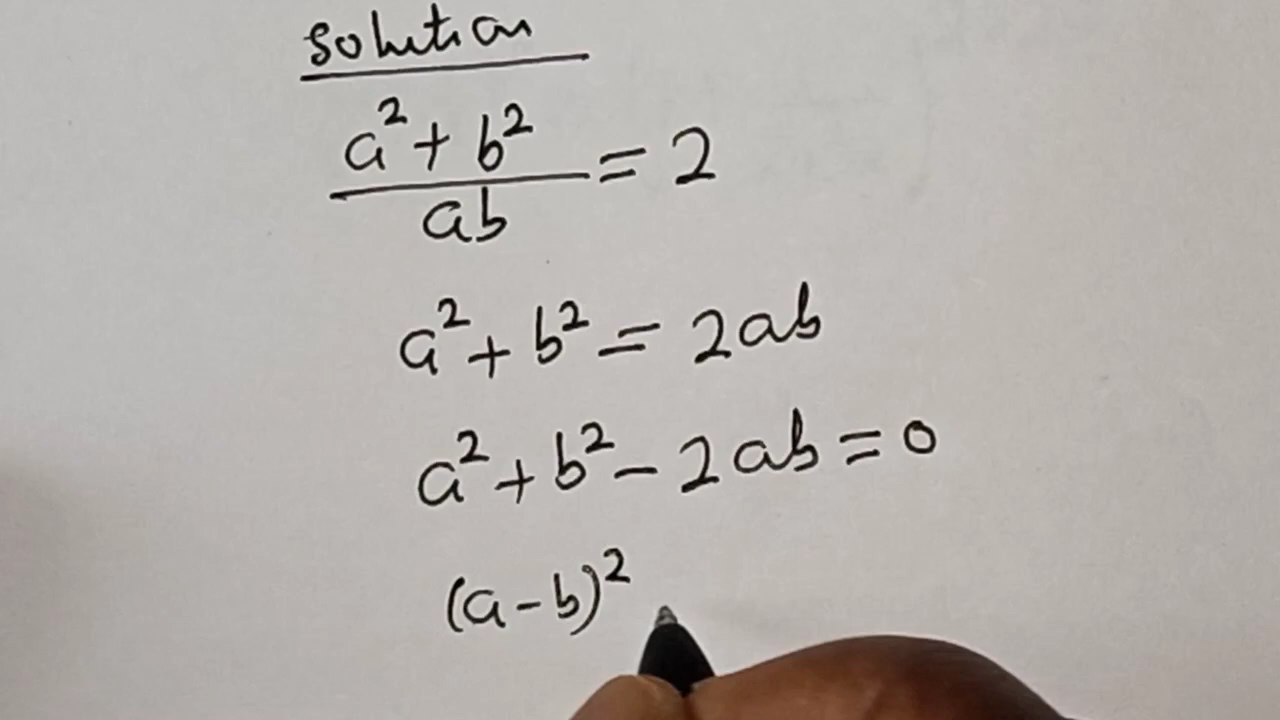 solution
a² + b² / ab = 2
a² + b² = 2ab
a² + b² - 2ab = 0
(a - b)²